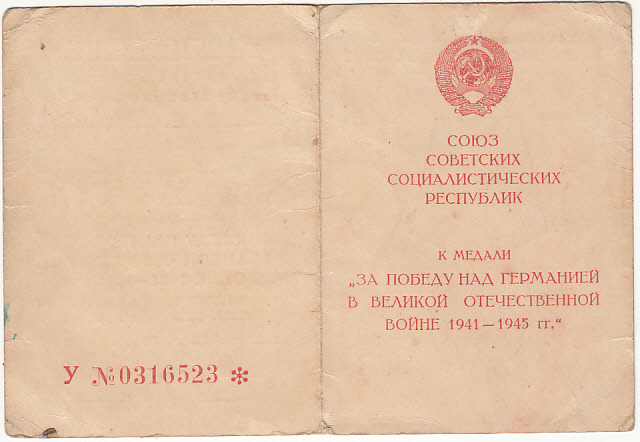 У №0316523 *
СОЮЗ
СОВЕТСКИХ
СОЦИАЛИСТИЧЕСКИХ
РЕСПУБЛИК
К МЕДАЛИ
„ЗА ПОБЕДУ НАД ГЕРМАНИЕЙ
В ВЕЛИКОЙ ОТЕЧЕСТВЕННОЙ
ВОЙНЕ 1941—1945 гг.“